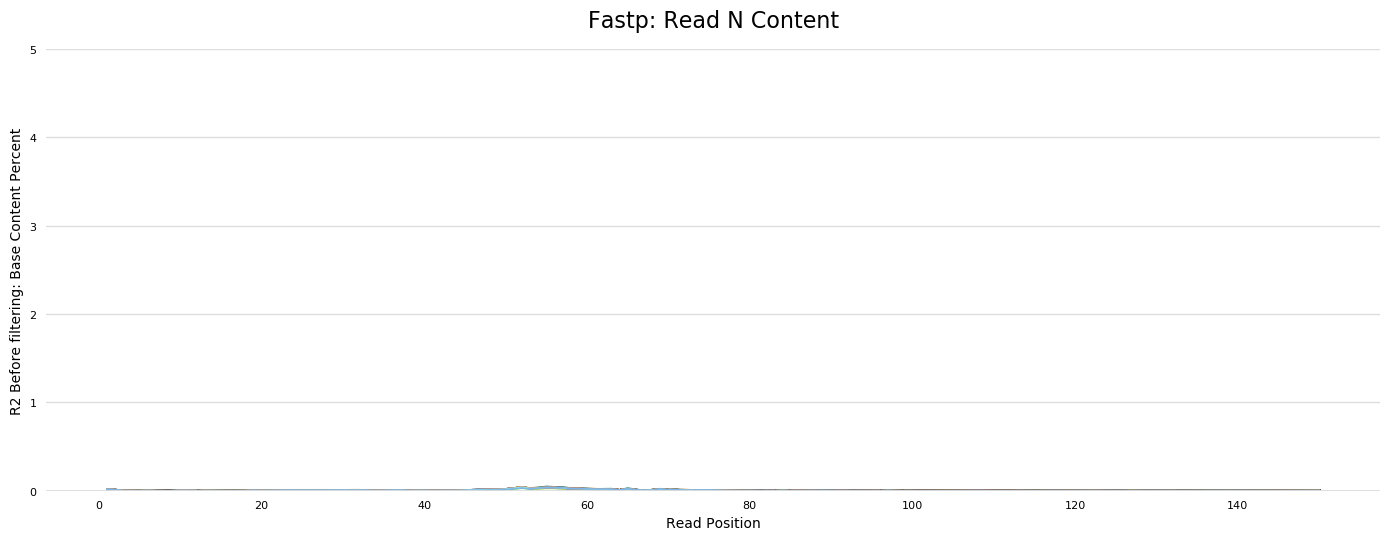 Fastp: Read N Content
R2 Before filtering: Base Content Percent
5
4
3
2
1
0
0 20 40 60 80 100 120 140
Read Position